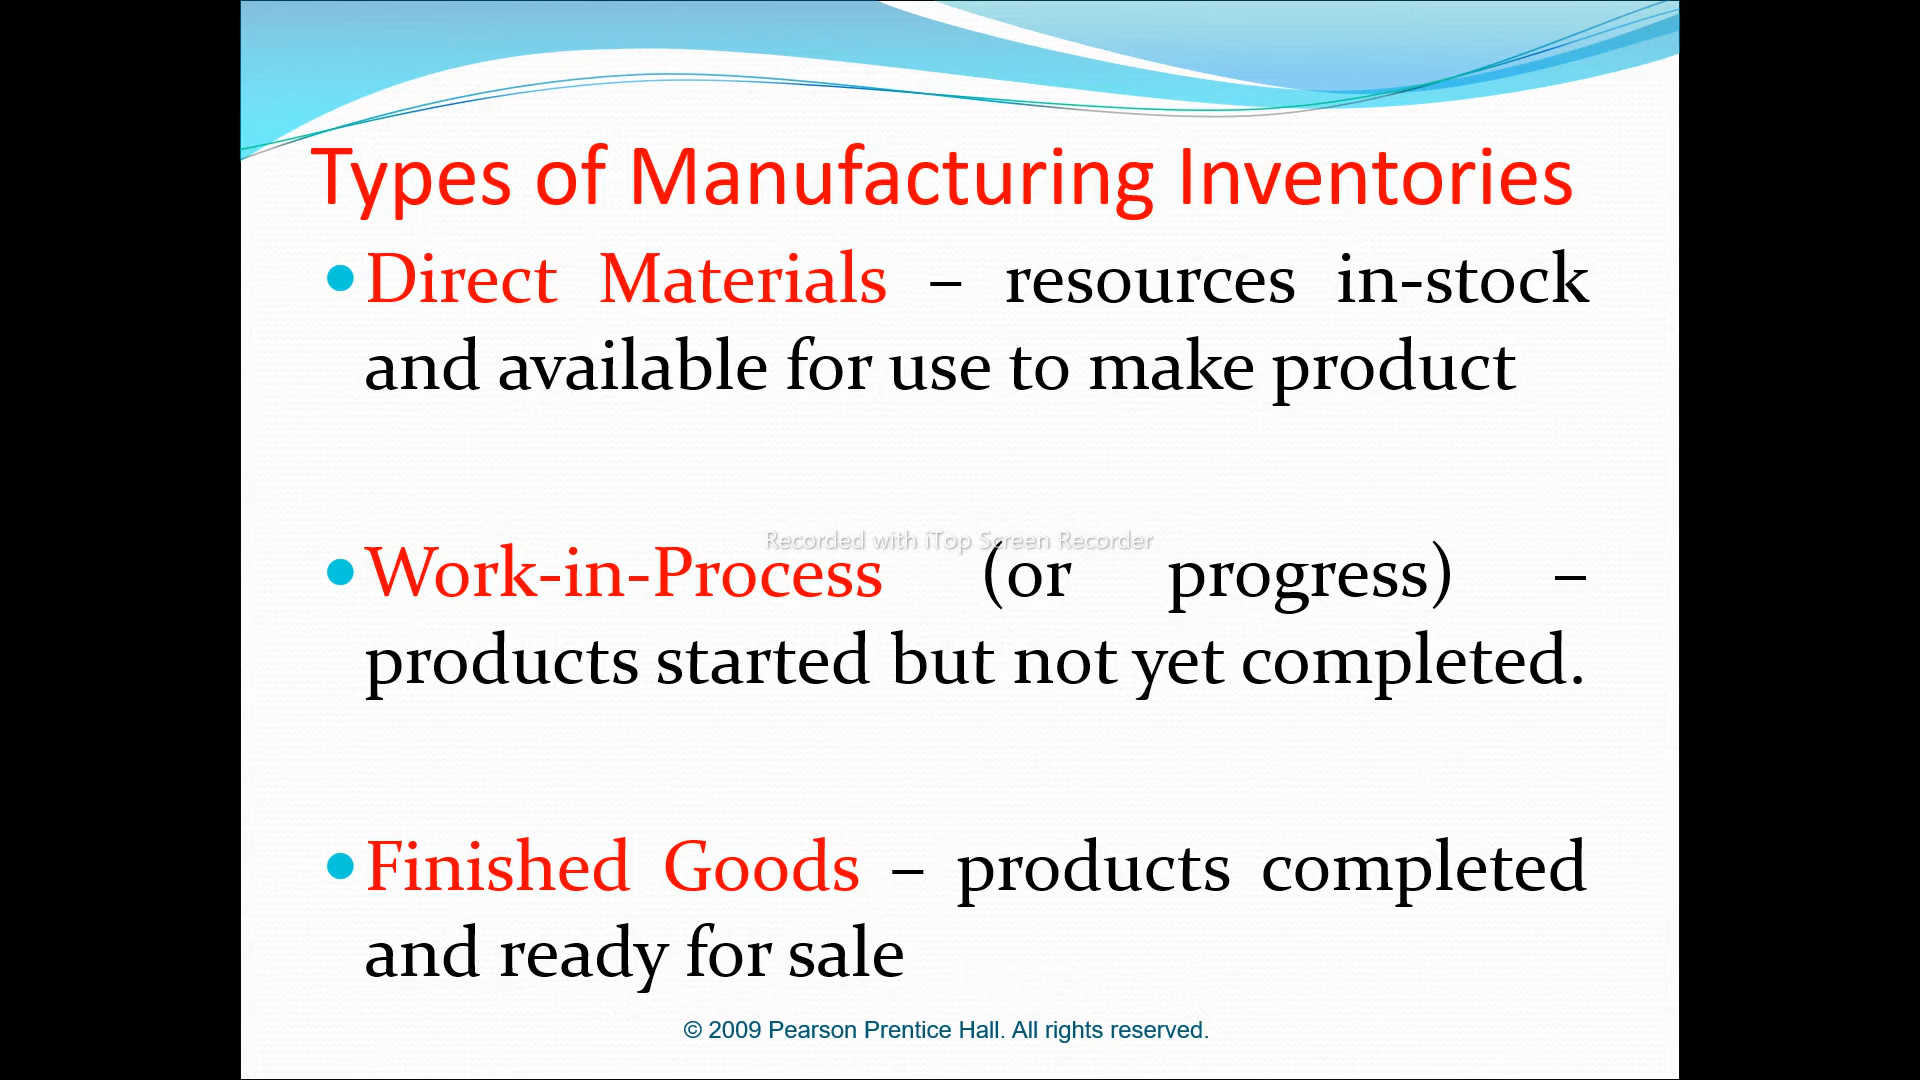 Types of Manufacturing Inventories
•Direct Materials – resources in-stock
and available for use to make product
Recorded with iTop Screen Recorder
•Work-in-Process (or progress) –
products started but not yet completed.
•Finished Goods – products completed
and ready for sale
© 2009 Pearson Prentice Hall. All rights reserved.